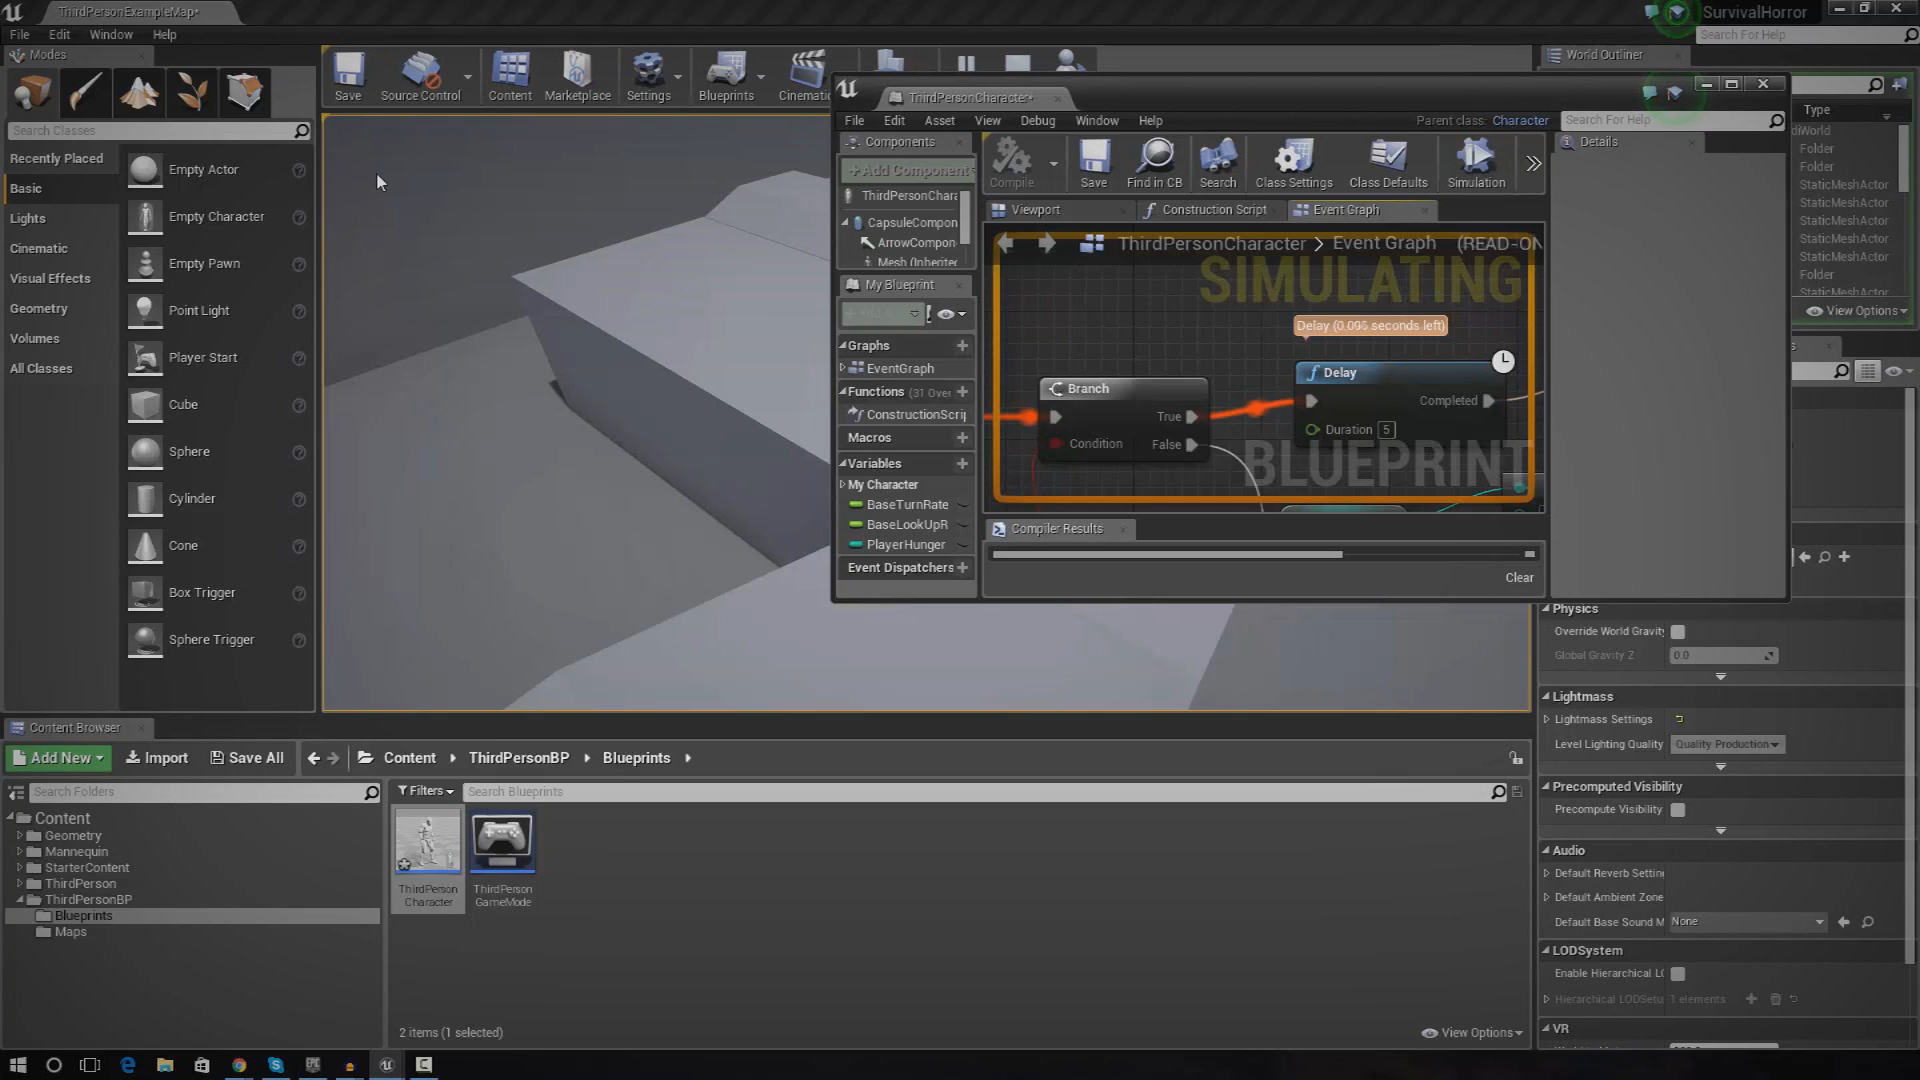 ThirdPersonExampleMap*
SurvivalHorror
File Edit Window Help
Search For Help
Modes
Save
Source Control
Content
Marketplace
Settings
Blueprints
Cinemati
World Outliner
Search Classes
Type
Recently Placed
Basic
Lights
Cinematic
Visual Effects
Geometry
Volumes
All Classes
Empty Actor
Empty Character
Empty Pawn
Point Light
Player Start
Cube
Sphere
Cylinder
Cone
Box Trigger
Sphere Trigger
ThirdPersonCharacter*
File Edit Asset View Debug Window Help
Parent class: Character
Search For Help
Components
Add Component
ThirdPersonChara
CapsuleCompon
ArrowCompon
Mesh (Inherited
Compile
Save
Find in CB
Search
Class Settings
Class Defaults
Simulation
Details
Viewport
Construction Script
Event Graph
ThirdPersonCharacter > Event Graph (READ-ON
SIMULATING
Delay (0.096 seconds left)
Branch
True
Condition
False
Delay
Completed
Duration 5
BLUEPRINT
My Blueprint
Graphs
EventGraph
Functions (31 Over
ConstructionScrip
Macros
Variables
My Character
BaseTurnRate
BaseLookUpR
PlayerHunger
Event Dispatchers
Compiler Results
Clear
World
Folder
Folder
StaticMeshActor
StaticMeshActor
StaticMeshActor
StaticMeshActor
StaticMeshActor
Folder
StaticMeshActor
View Options
Physics
Override World Gravity
Global Gravity Z 0.0
Lightmass
Lightmass Settings
Level Lighting Quality Quality Production
Precomputed Visibility
Precompute Visibility
Audio
Default Reverb Settin
Default Ambient Zone
Default Base Sound M None
LODSystem
Enable Hierarchical LO
Hierarchical LODSetu 1 elements
VR
Content Browser
Add New
Import
Save All
Content
ThirdPersonBP
Blueprints
Search Folders
Filters
Search Blueprints
Content
Geometry
Mannequin
StarterContent
ThirdPerson
ThirdPersonBP
Blueprints
Maps
ThirdPerson
Character
ThirdPerson
GameMode
2 items (1 selected)
View Options